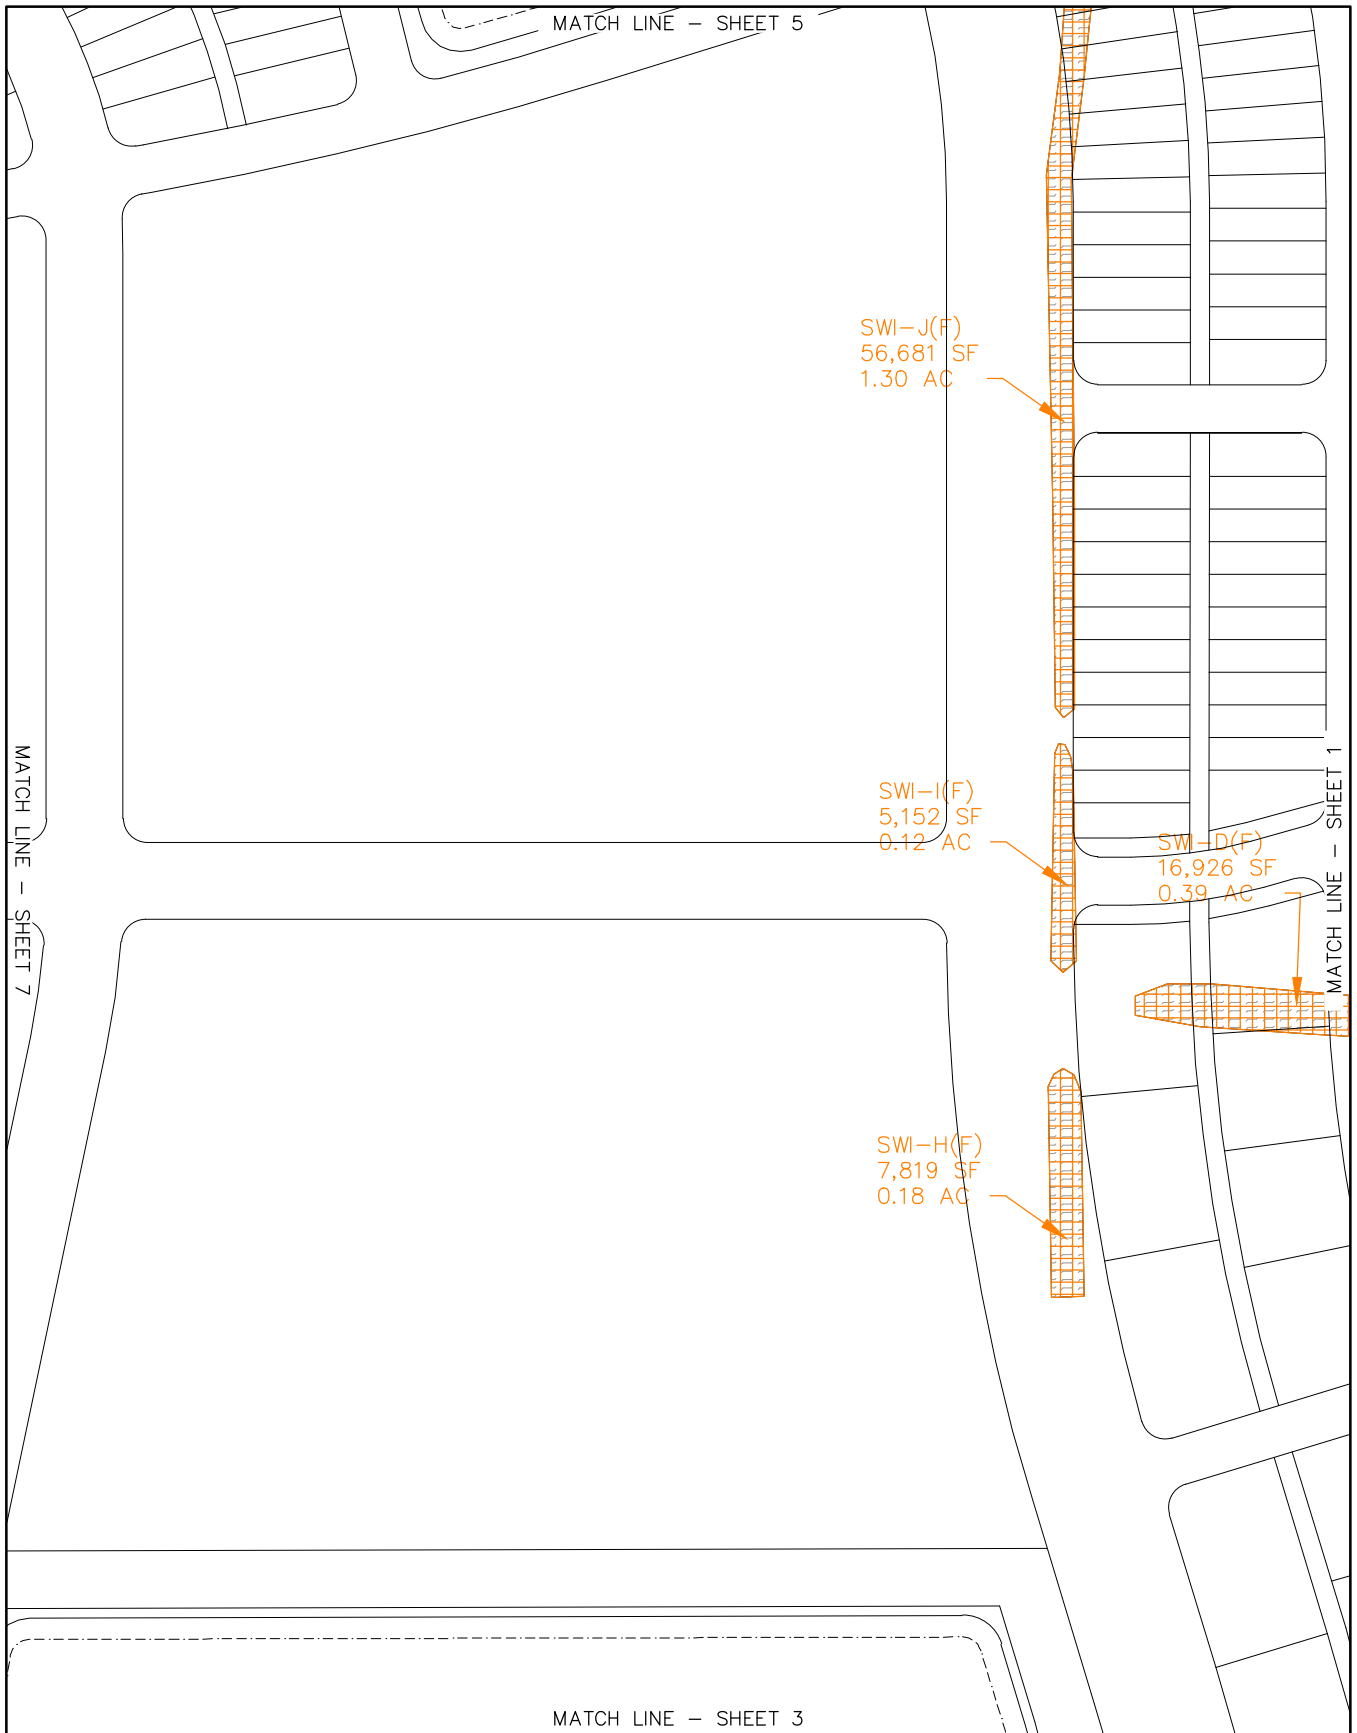 MATCH LINE - SHEET 5
SWI-J(F)
56,681 SF
1.30 AC
MATCH LINE - SHEET 7
MATCH LINE - SHEET 1
SWI-I(F)
5,152 SF
0.12 AC
SWI-D(F)
16,926 SF
0.39 AC
SWI-H(F)
7,819 SF
0.18 AC
MATCH LINE - SHEET 3